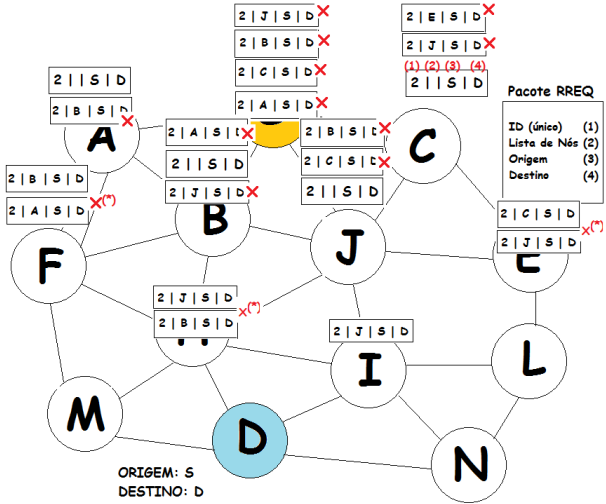 2 | J | S | D ×
2 | B | S | D ×
2 | C | S | D ×
2 | A | S | D ×
2 | E | S | D ×
2 | J | S | D ×
(1) (2) (3) (4)
2 | | S | D
Pacote RREQ
ID (único) (1)
Lista de Nós (2)
Origem (3)
Destino (4)
2 | | S | D
2 | B | S | D ×
A
2 | A | S | D ×
2 | | S | D
2 | J | S | D ×
B
2 | B | S | D ×
2 | C | S | D ×
2 | | S | D
J
C
2 | B | S | D
2 | A | S | D ×(*)
F
2 | C | S | D
2 | J | S | D ×(*)
E
2 | J | S | D
2 | B | S | D ×(*)
2 | J | S | D
I
L
M
D
N
ORIGEM: S
DESTINO: D